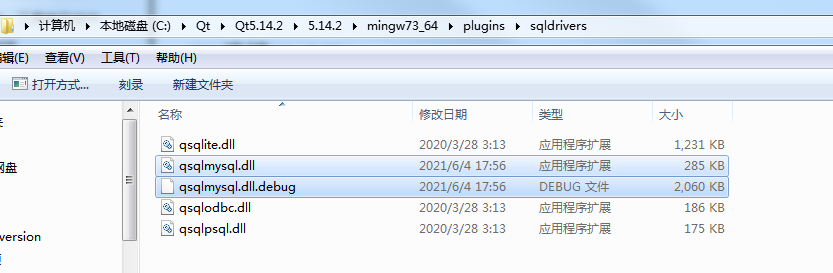 计算机 本地磁盘 (C:) Qt Qt5.14.2 5.14.2 mingw73_64 plugins sqldrivers
编辑(E) 查看(V) 工具(T) 帮助(H)
打开方式... 刻录 新建文件夹
名称 修改日期 类型 大小
qsqlite.dll 2020/3/28 3:13 应用程序扩展 1,231 KB
网盘 qsqlmysql.dll 2021/6/4 17:56 应用程序扩展 285 KB
qsqlmysql.dll.debug 2021/6/4 17:56 DEBUG 文件 2,060 KB
qsqlodbc.dll 2020/3/28 3:13 应用程序扩展 186 KB
version qsqlpsql.dll 2020/3/28 3:13 应用程序扩展 175 KB